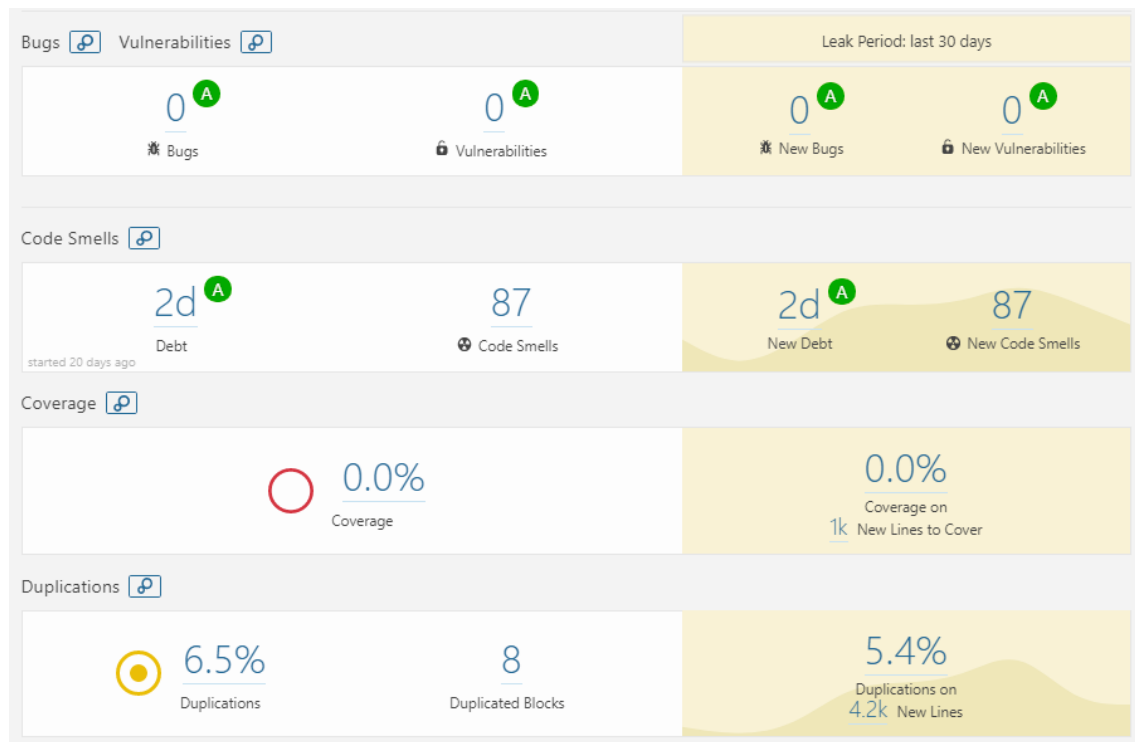 Bugs Vulnerabilities
Leak Period: last 30 days
0 A
Bugs
0 A
Vulnerabilities
0 A
New Bugs
0 A
New Vulnerabilities
Code Smells
2d A
Debt
started 20 days ago
87
Code Smells
2d A
New Debt
87
New Code Smells
Coverage
0.0%
Coverage
0.0%
Coverage on
1k New Lines to Cover
Duplications
6.5%
Duplications
8
Duplicated Blocks
5.4%
Duplications on
4.2k New Lines